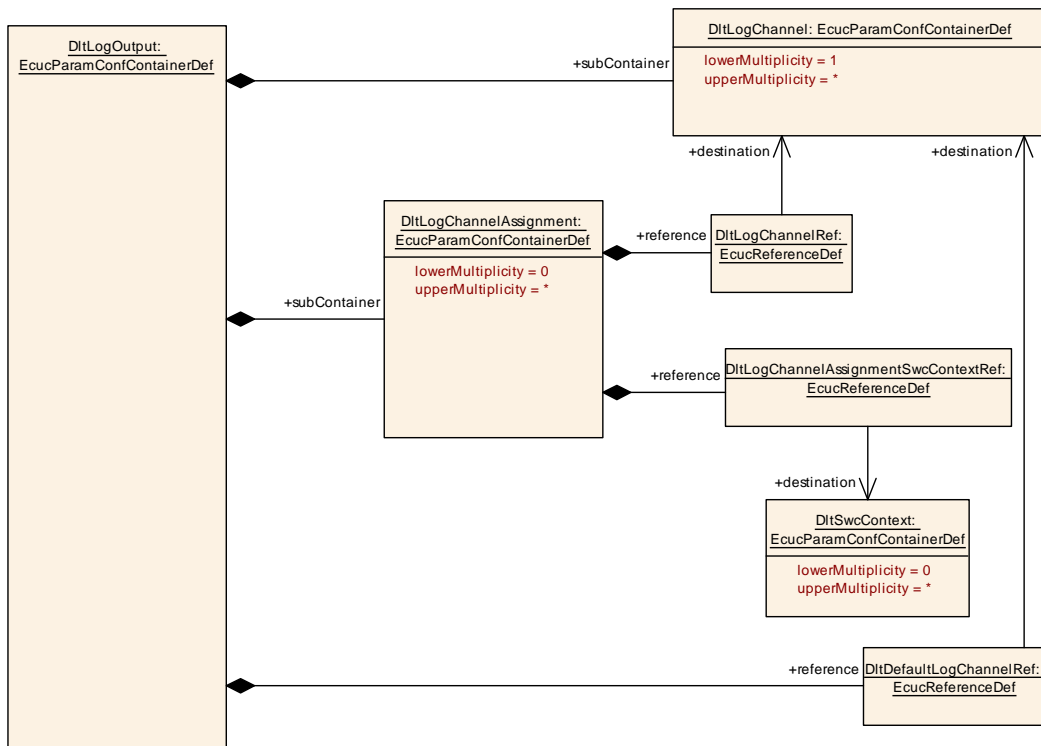 DltLogOutput:
EcucParamConfContainerDef
+subContainer
DltLogChannel: EcucParamConfContainerDef
lowerMultiplicity = 1
upperMultiplicity = *
+destination
+destination
DltLogChannelAssignment:
EcucParamConfContainerDef
lowerMultiplicity = 0
upperMultiplicity = *
+subContainer
+reference
DltLogChannelRef:
EcucReferenceDef
+reference
DltLogChannelAssignmentSwcContextRef:
EcucReferenceDef
+destination
DltSwcContext:
EcucParamConfContainerDef
lowerMultiplicity = 0
upperMultiplicity = *
+reference
DltDefaultLogChannelRef:
EcucReferenceDef